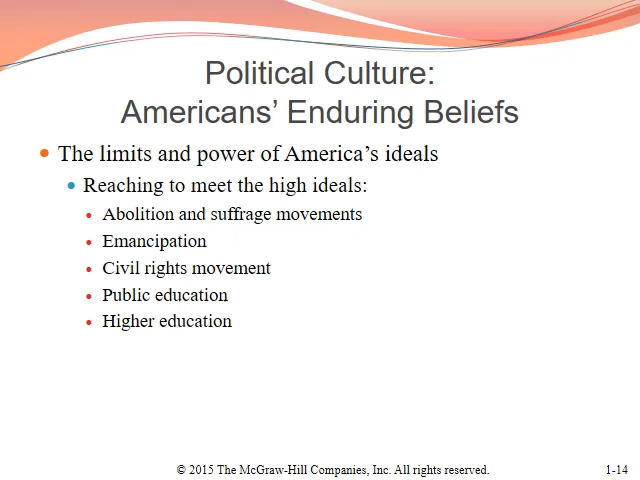 Political Culture:
Americans’ Enduring Beliefs
The limits and power of America’s ideals
Reaching to meet the high ideals:
Abolition and suffrage movements
Emancipation
Civil rights movement
Public education
Higher education
© 2015 The McGraw-Hill Companies, Inc. All rights reserved.
1-14